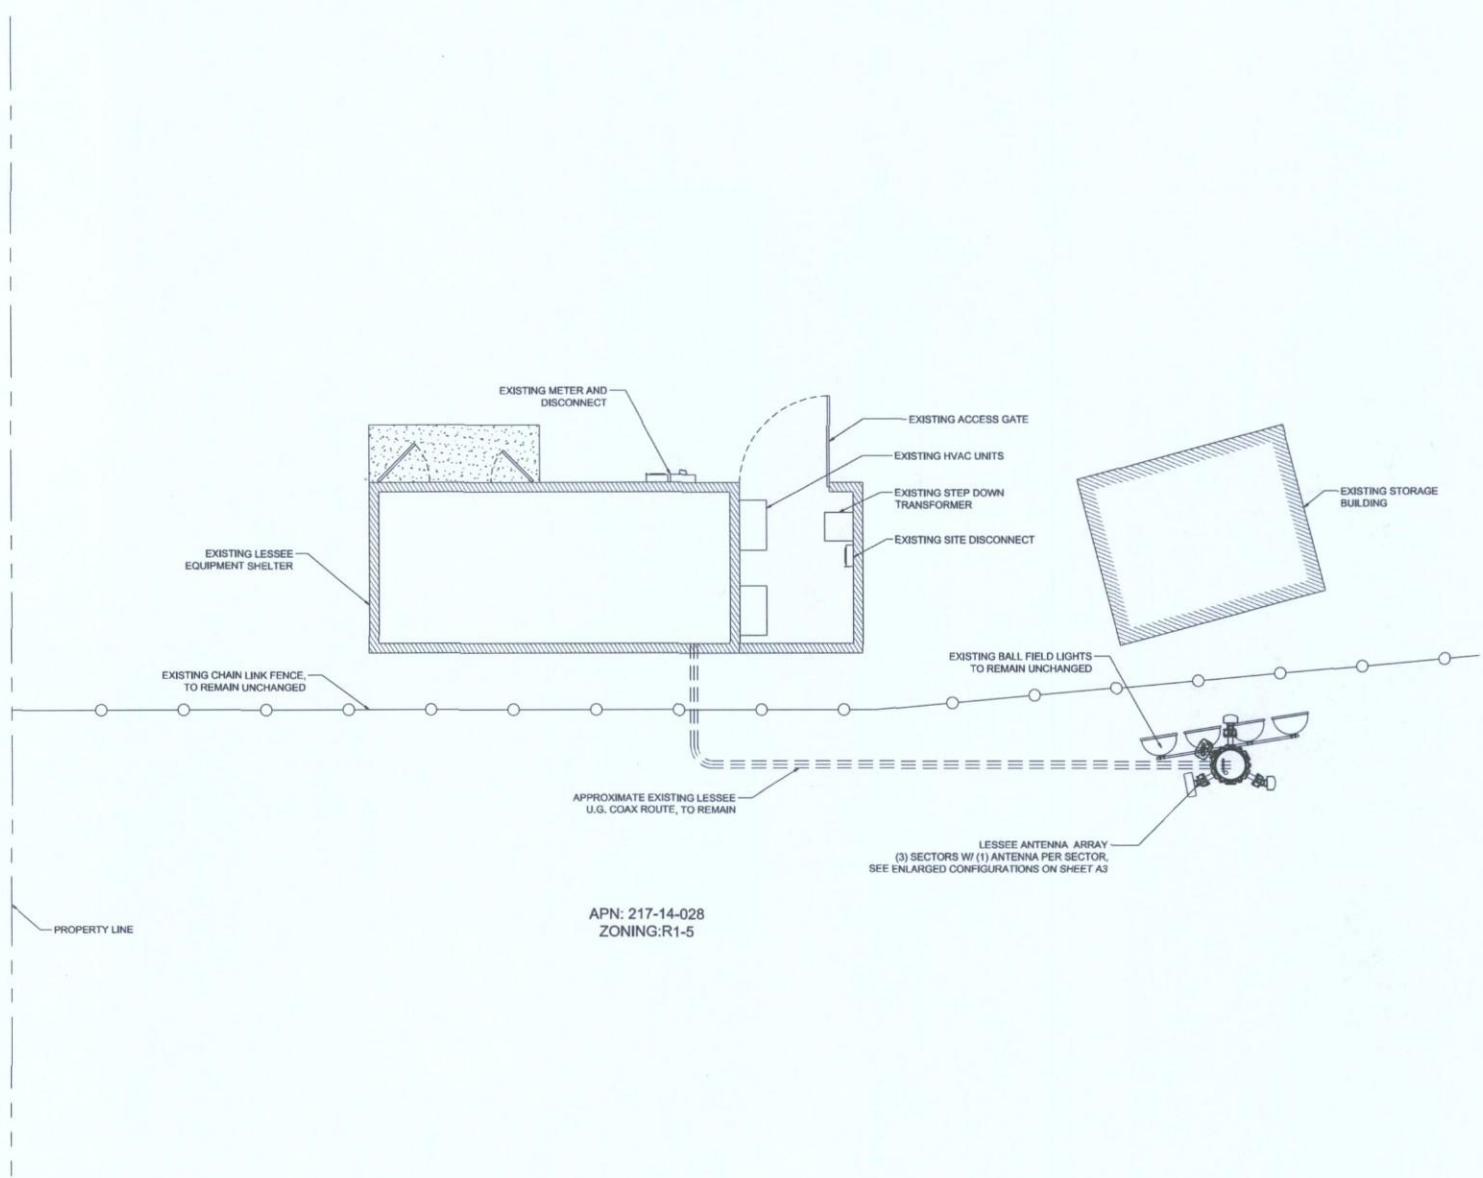 EXISTING METER AND
DISCONNECT
EXISTING ACCESS GATE
EXISTING HVAC UNITS
EXISTING STEP DOWN
TRANSFORMER
EXISTING STORAGE
BUILDING
EXISTING SITE DISCONNECT
EXISTING LESSEE
EQUIPMENT SHELTER
EXISTING BALL FIELD LIGHTS
TO REMAIN UNCHANGED
EXISTING CHAIN LINK FENCE,
TO REMAIN UNCHANGED
APPROXIMATE EXISTING LESSEE
U.G. COAX ROUTE, TO REMAIN
LESSEE ANTENNA ARRAY
(3) SECTORS W/ (1) ANTENNA PER SECTOR,
SEE ENLARGED CONFIGURATIONS ON SHEET A3
APN: 217-14-028
ZONING:R1-5
PROPERTY LINE